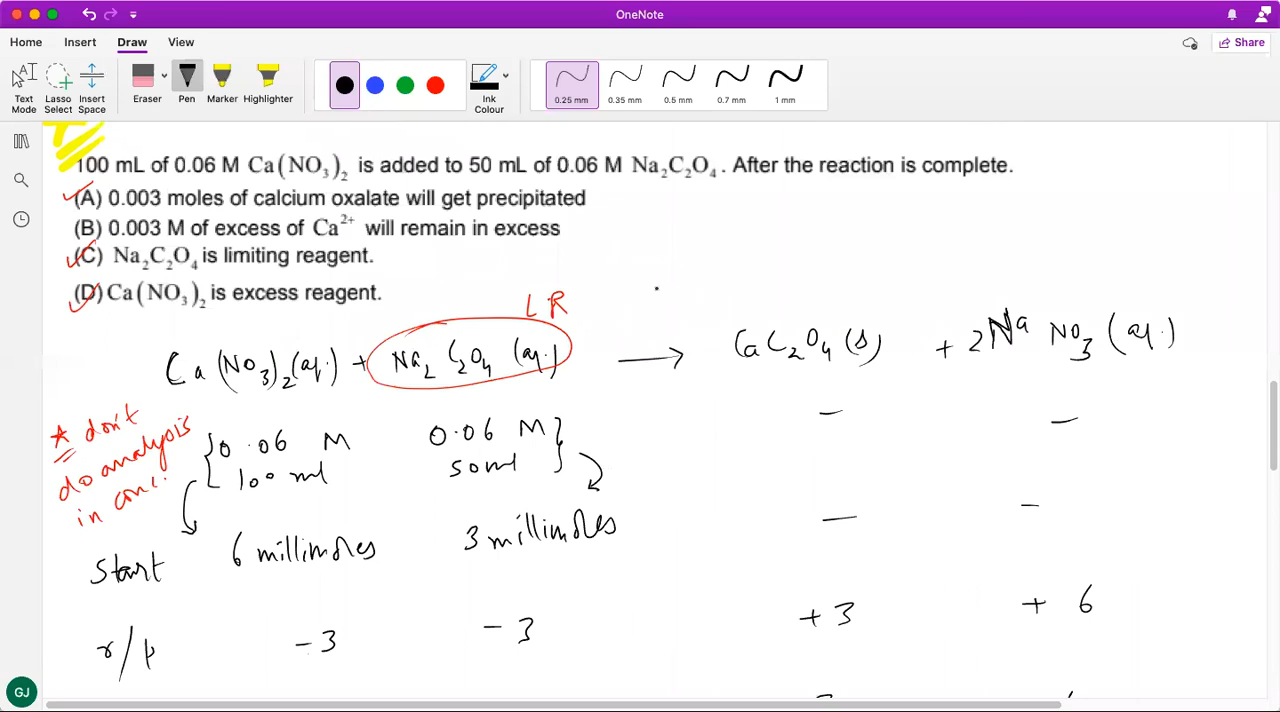 OneNote
Home Insert Draw View
Share
Text Mode
Lasso Select
Insert Space
Eraser
Pen
Marker
Highlighter
0.25 mm
0.35 mm
0.5 mm
0.7 mm
1 mm
Ink Colour
100 mL of 0.06 M Ca(NO₃)₂ is added to 50 mL of 0.06 M Na₂C₂O₄. After the reaction is complete.
(A) 0.003 moles of calcium oxalate will get precipitated
(B) 0.003 M of excess of Ca²⁺ will remain in excess
(C) Na₂C₂O₄ is limiting reagent.
(D) Ca(NO₃)₂ is excess reagent.
LR
Ca(NO₃)₂(aq.) + Na₂C₂O₄ (aq.) ⟶ CaC₂O₄(s) + 2NaNO₃(aq.)
* don't
do analysis
in conc.
{0.06 M 0.06 M} — —
100 ml 50ml
Start 6 millimoles 3 millimoles — —
r/p -3 -3 +3 + 6
GJ